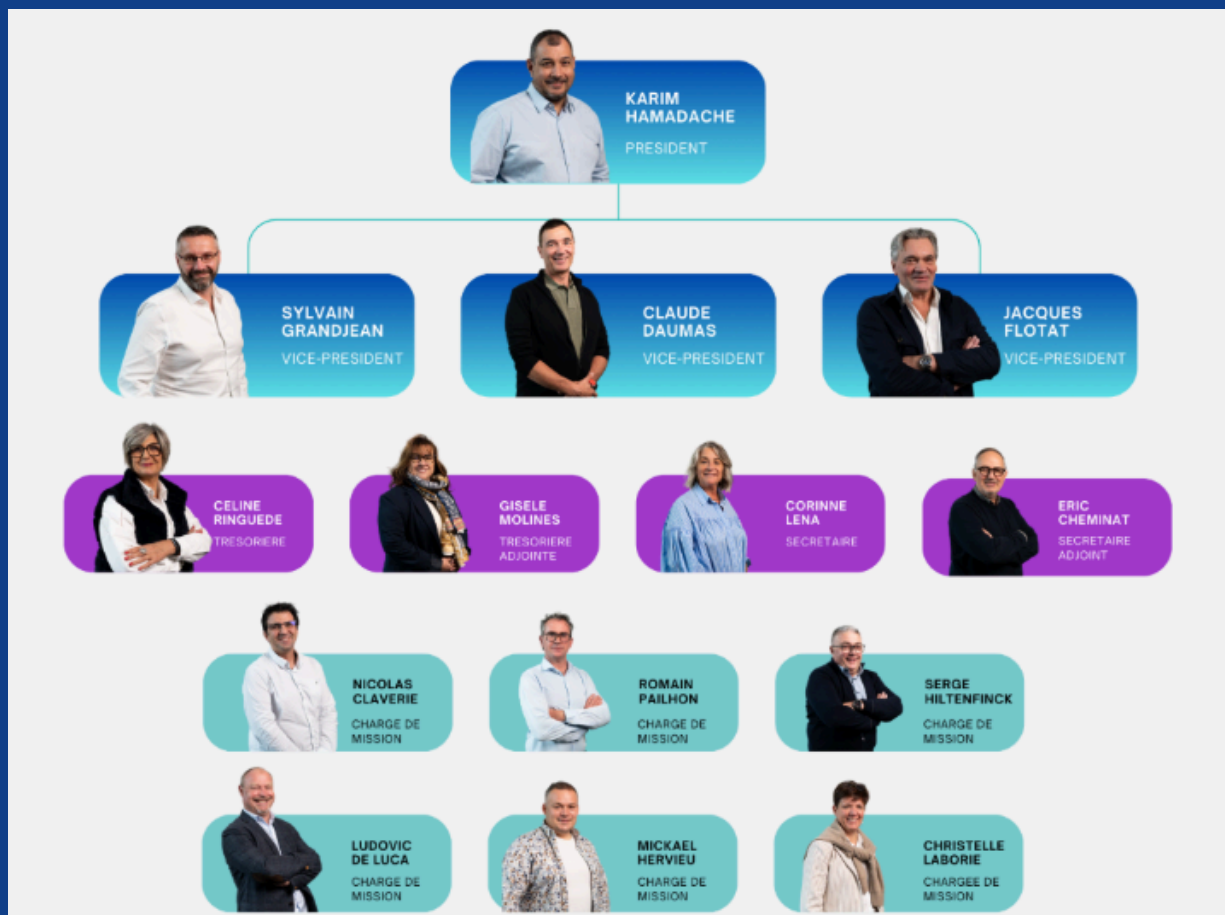 KARIM
HAMADACHE
PRESIDENT
SYLVAIN
GRANDJEAN
VICE-PRESIDENT
CLAUDE
DAUMAS
VICE-PRESIDENT
JACQUES
FLOTAT
VICE-PRESIDENT
CELINE
RINGUEDE
TRESORIERE
GISELE
MOLINES
TRESORIERE
ADJOINTE
CORINNE
LENA
SECRETAIRE
ERIC
CHEMINAT
SECRETAIRE
ADJOINT
NICOLAS
CLAVERIE
CHARGE DE
MISSION
ROMAIN
PAILHON
CHARGE DE
MISSION
SERGE
HILTENFINCK
CHARGE DE
MISSION
LUDOVIC
DE LUCA
CHARGE DE
MISSION
MICKAEL
HERVIEU
CHARGE DE
MISSION
CHRISTELLE
LABORIE
CHARGEE DE
MISSION